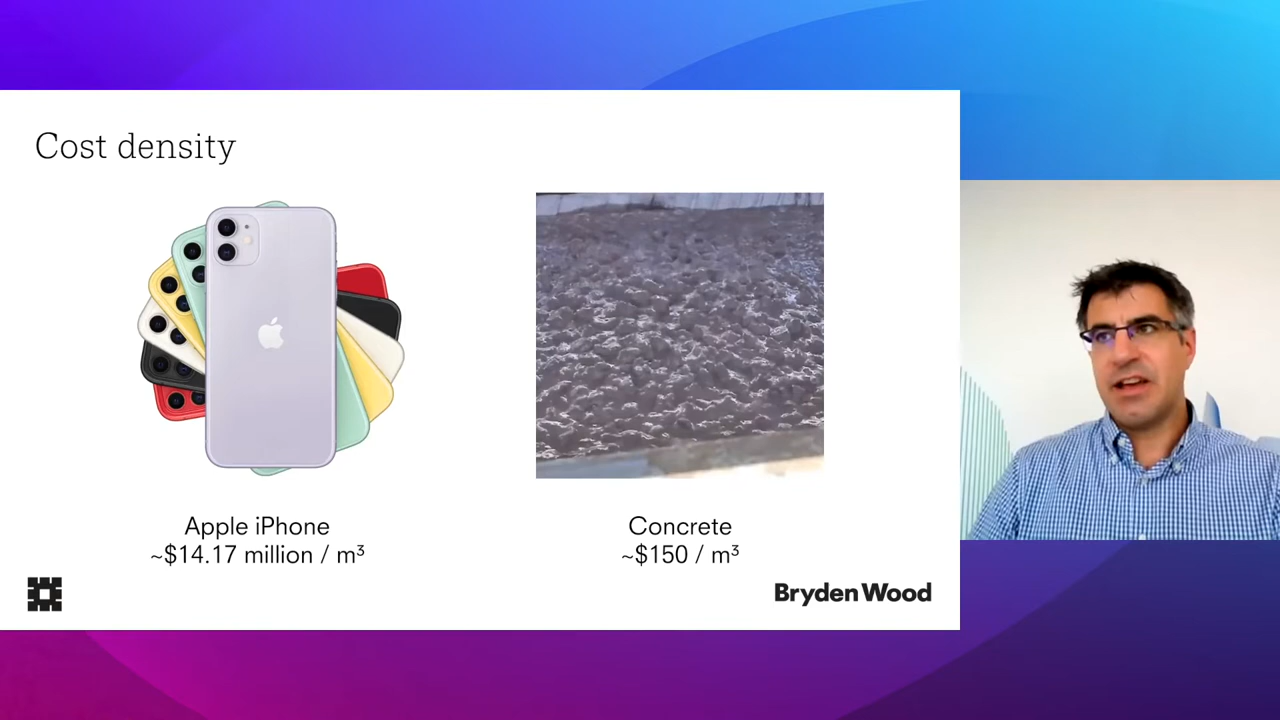 Cost density
Apple iPhone
~$14.17 million / m³
Concrete
~$150 / m³
Bryden Wood